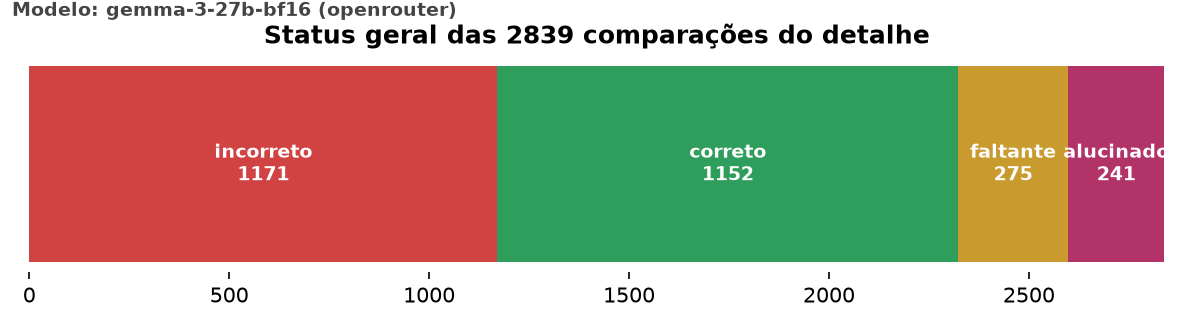 Modelo: gemma-3-27b-bf16 (openrouter)
Status geral das 2839 comparações do detalhe
incorreto
1171
correto
1152
faltante
275
alucinado
241
0 500 1000 1500 2000 2500